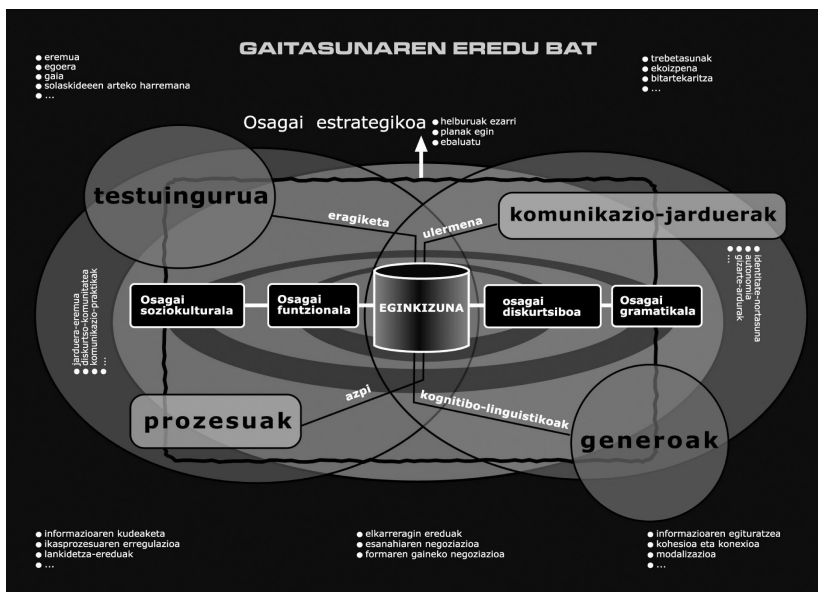 GAITASUNAREN EREDU BAT
● eremua
● egoera
● gaia
● solaskideeen arteko harremana
● ...
● trebetasunak
● ekoizpena
● bitartekaritza
● ...
Osagai estrategikoa
● helburuak ezarri
● planak egin
● ebaluatu
testuingurua
komunikazio-jarduerak
eragiketa
ulermena
● identitate-nortasuna
● autonomia
● gizarte-ardurak
● ...
Osagai
soziokulturala
Osagai
funtzionala
EGINKIZUNA
osagai
diskurtsiboa
Osagai
gramatikala
● jarduera-eremua
● diskurtso-komunitatea
● komunikazio-praktikak
● ...
azpi
kognitibo-linguistikoak
prozesuak
generoak
● informazioaren kudeaketa
● ikasprozesuaren erregulazioa
● lankidetza-ereduak
● ...
● elkarreragin ereduak
● esanahiaren negoziazioa
● formaren gaineko negoziazioa
● informazioaren egituratzea
● kohesioa eta konexioa
● modalizazioa
● ...